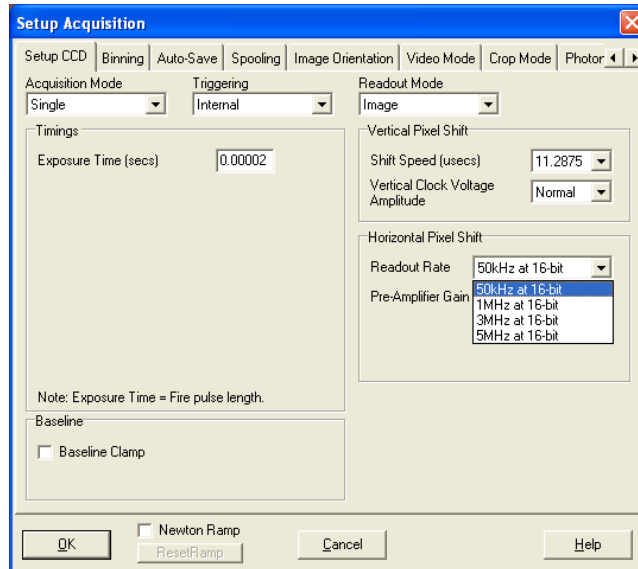 Setup Acquisition
Setup CCD Binning Auto-Save Spooling Image Orientation Video Mode Crop Mode
Acquisition Mode Triggering Readout Mode
Single Internal Image
Timings
Exposure Time (secs) 0.00002
Note: Exposure Time = Fire pulse length.
Baseline
Baseline Clamp
Vertical Pixel Shift
Shift Speed (usecs) 11.2875
Vertical Clock Voltage
Amplitude
Normal
Horizontal Pixel Shift
Readout Rate 50kHz at 16-bit
Pre-Amplifier Gain
50kHz at 16-bit
1MHz at 16-bit
3MHz at 16-bit
5MHz at 16-bit
OK
Newton Ramp
ResetRamp
Cancel
Help